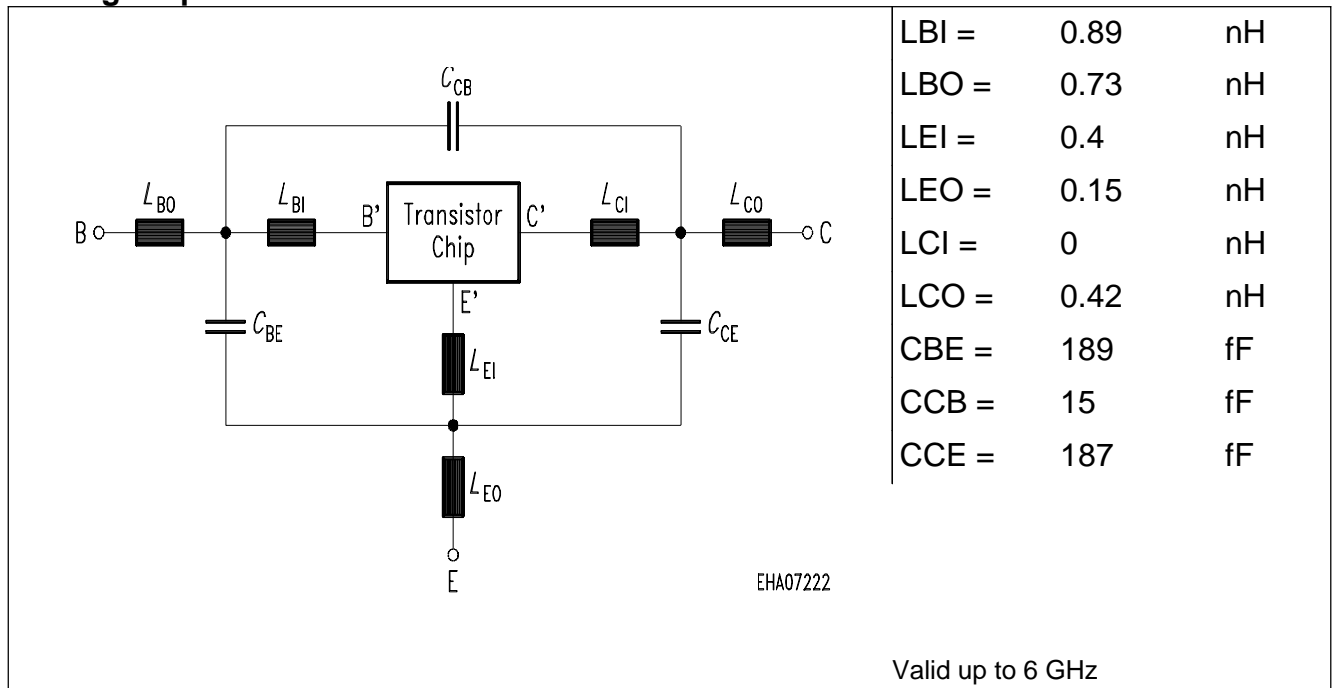 C_CB
L_BO L_BI B' Transistor Chip C' L_CI L_CO
B C
E'
C_BE C_CE
L_EI
L_EO
E
EHA07222
LBI = 0.89 nH
LBO = 0.73 nH
LEI = 0.4 nH
LEO = 0.15 nH
LCI = 0 nH
LCO = 0.42 nH
CBE = 189 fF
CCB = 15 fF
CCE = 187 fF
Valid up to 6 GHz